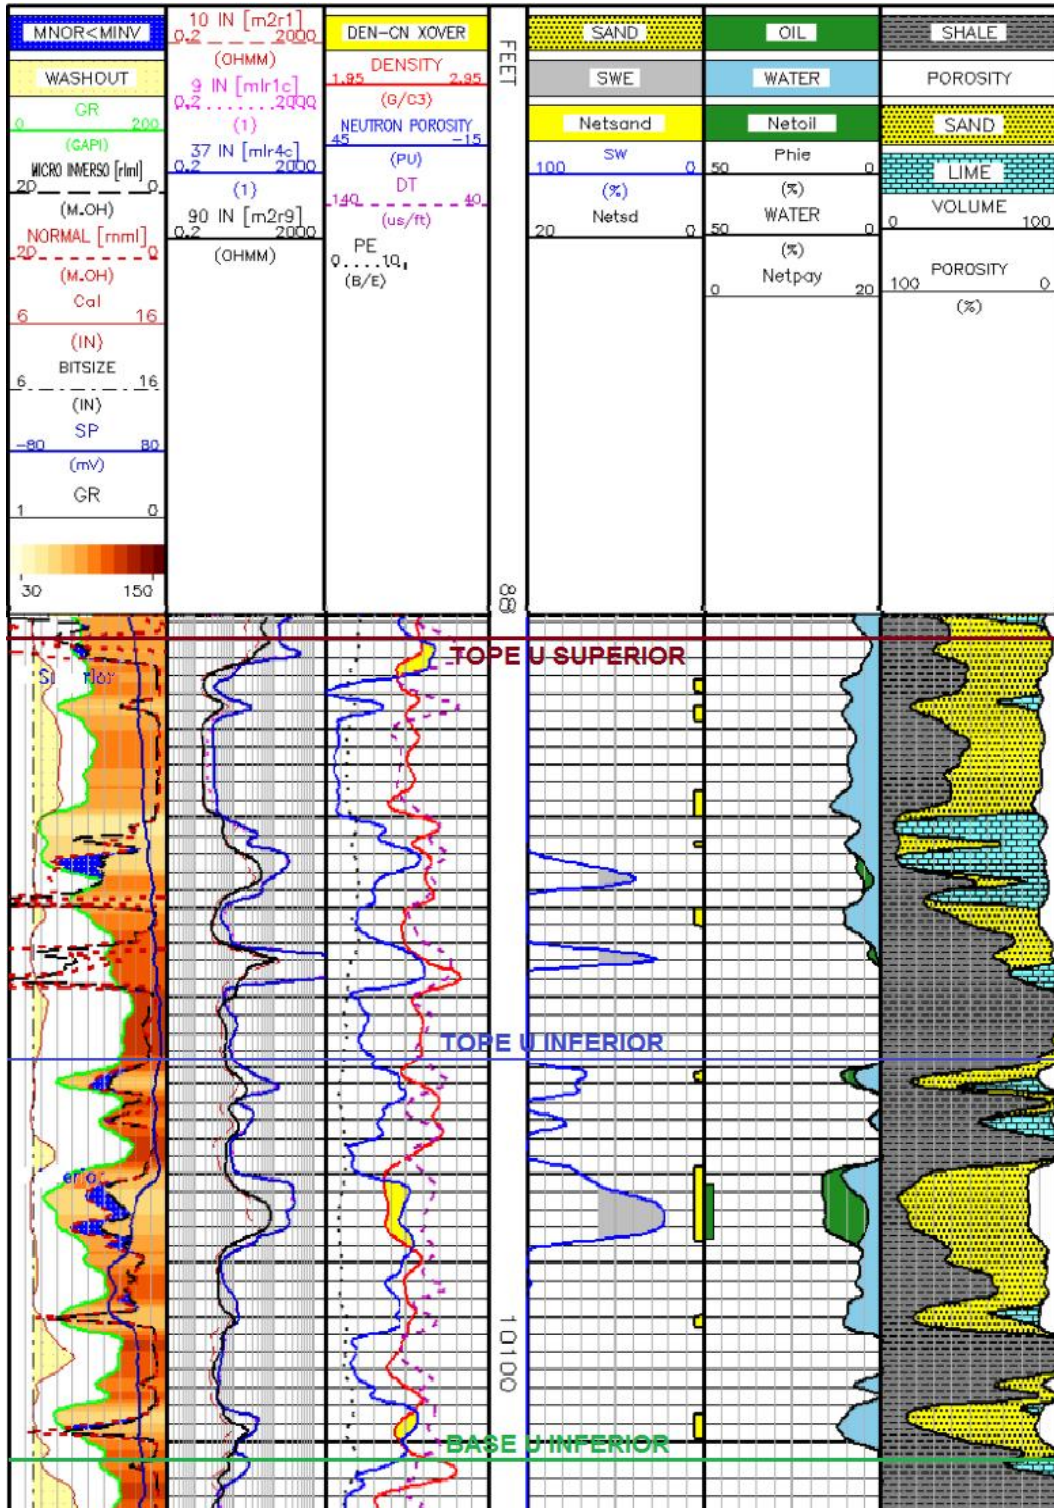 MNOR<MINV
WASHOUT
GR
0 200
(GAPI)
MICRO INVERSO [rlml]
20 0
(M.OH)
NORMAL [rnml]
20 0
(M.OH)
Cal
6 16
(IN)
BITSIZE
6 16
(IN)
SP
-80 80
(mV)
GR
1 0
30 150
10 IN [m2r1]
0.2 2000
(OHMM)
9 IN [mlr1c]
0.2 2000
(1)
37 IN [mlr4c]
0.2 2000
(1)
90 IN [m2r9]
0.2 2000
(OHMM)
DEN-CN XOVER
DENSITY
1.95 2.95
(G/C3)
NEUTRON POROSITY
45 -15
(PU)
DT
140 40
(us/ft)
PE
0 10
(B/E)
FEET
SAND
SWE
Netsand
SW
100 0
(%)
Netsd
20 0
OIL
WATER
Netoil
Phie
50 0
(%)
WATER
50 0
(%)
Netpay
0 20
SHALE
POROSITY
SAND
LIME
VOLUME
0 100
POROSITY
100 0
(%)
TOPE U SUPERIOR
TOPE U INFERIOR
10100
BASE U INFERIOR